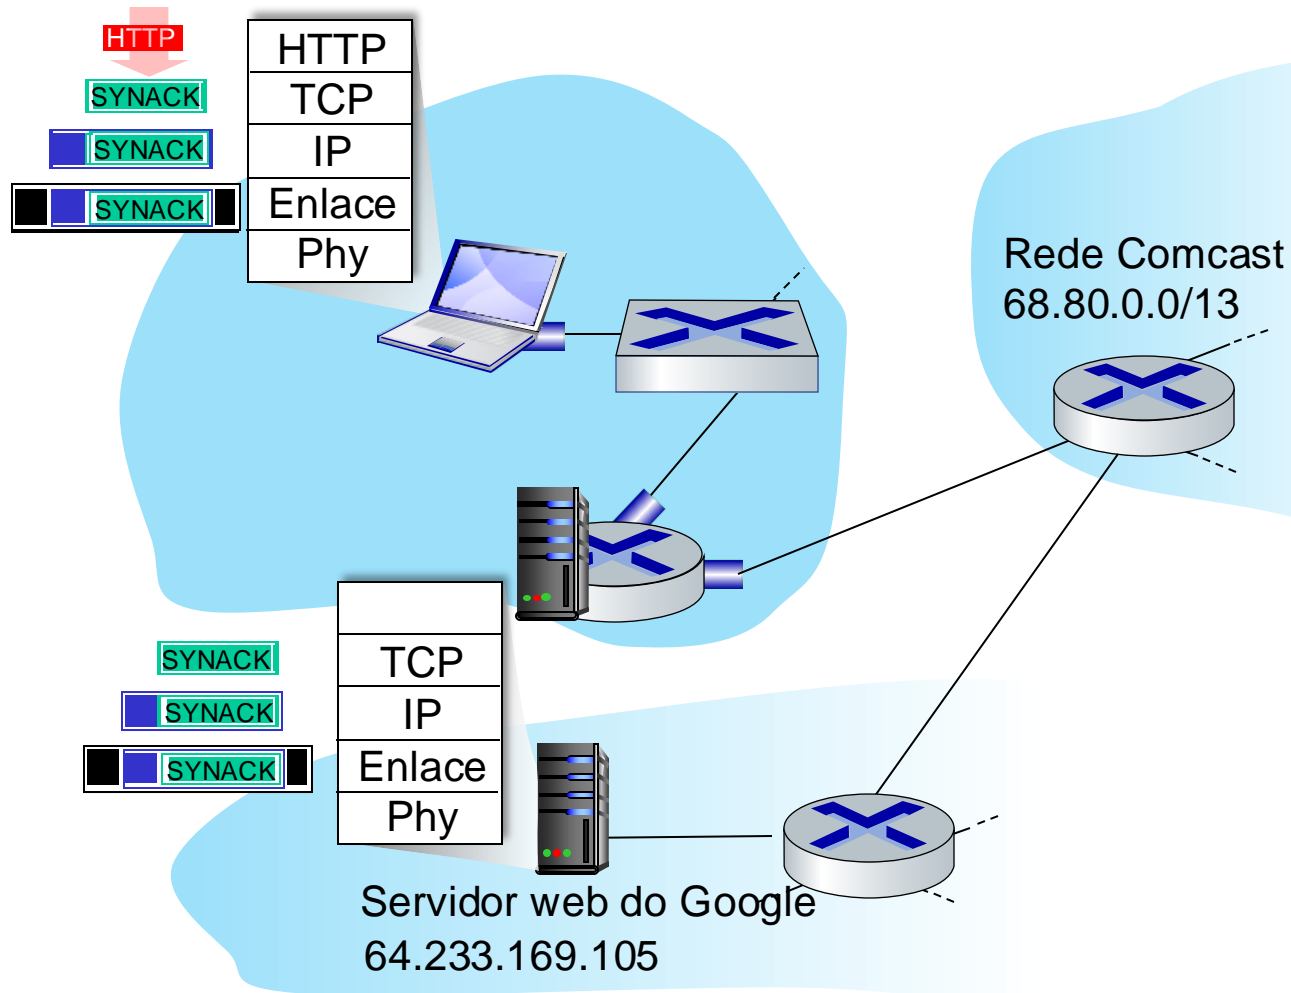 HTTP
SYNACK
SYNACK
SYNACK
HTTP
TCP
IP
Enlace
Phy
Rede Comcast
68.80.0.0/13
SYNACK
SYNACK
SYNACK
TCP
IP
Enlace
Phy
Servidor web do Google
64.233.169.105